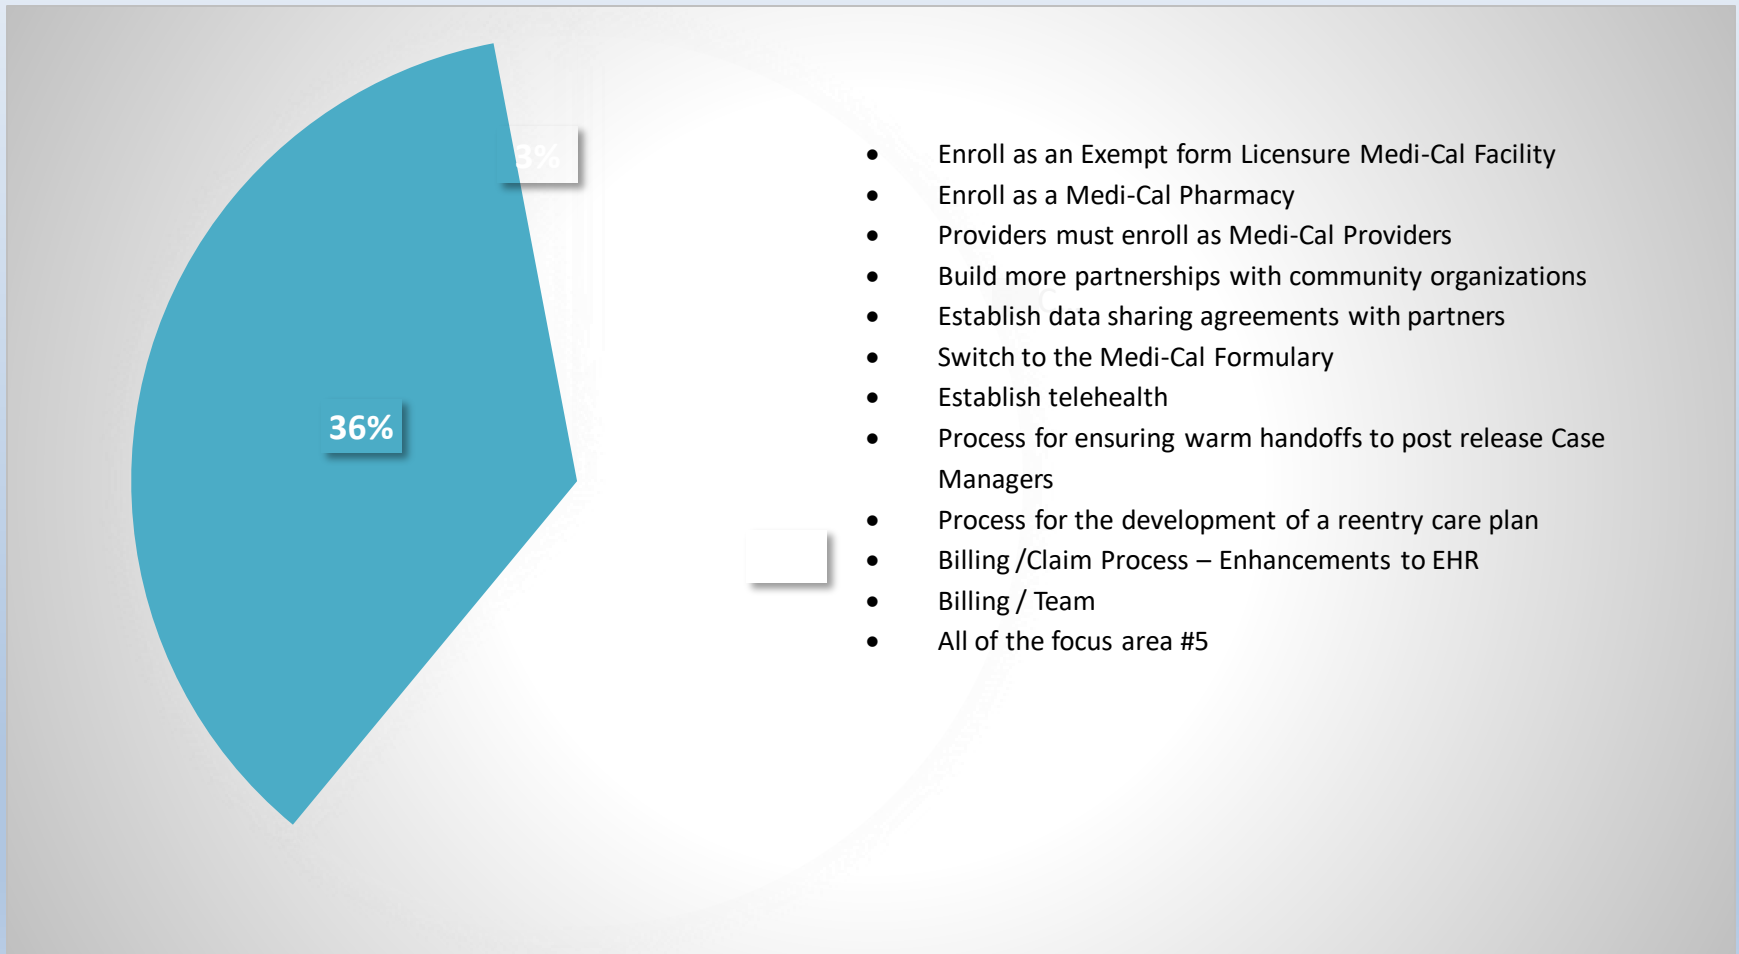 3%
36%
• Enroll as an Exempt form Licensure Medi-Cal Facility
• Enroll as a Medi-Cal Pharmacy
• Providers must enroll as Medi-Cal Providers
• Build more partnerships with community organizations
• Establish data sharing agreements with partners
• Switch to the Medi-Cal Formulary
• Establish telehealth
• Process for ensuring warm handoffs to post release Case
Managers
• Process for the development of a reentry care plan
• Billing /Claim Process – Enhancements to EHR
• Billing / Team
• All of the focus area #5